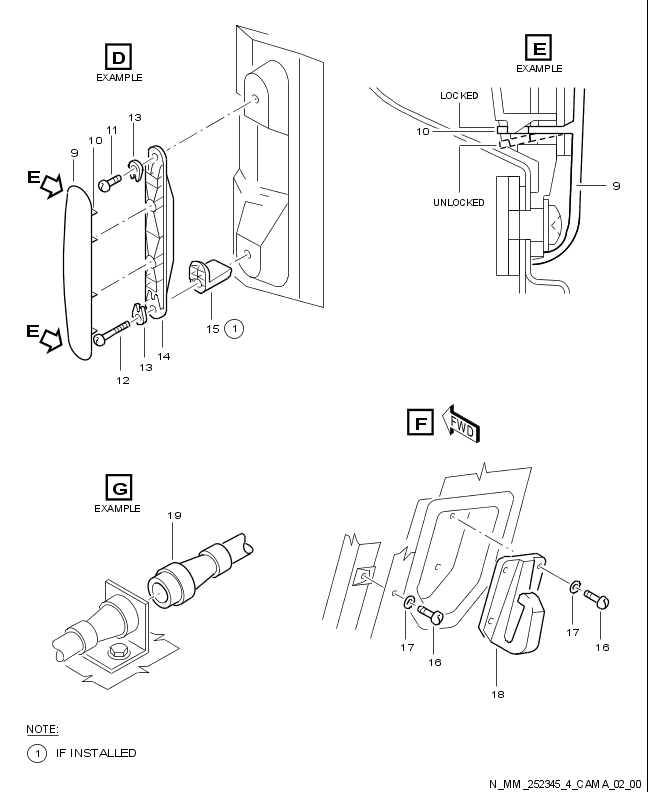 D
EXAMPLE
13
11
10
9
E
E
12
13
14
15 1
E
EXAMPLE
LOCKED
10
UNLOCKED
9
F FWD
17
16
18
17
16
G
EXAMPLE
19
NOTE:
1 IF INSTALLED
N_MM_252345_4_CAMA_02_00